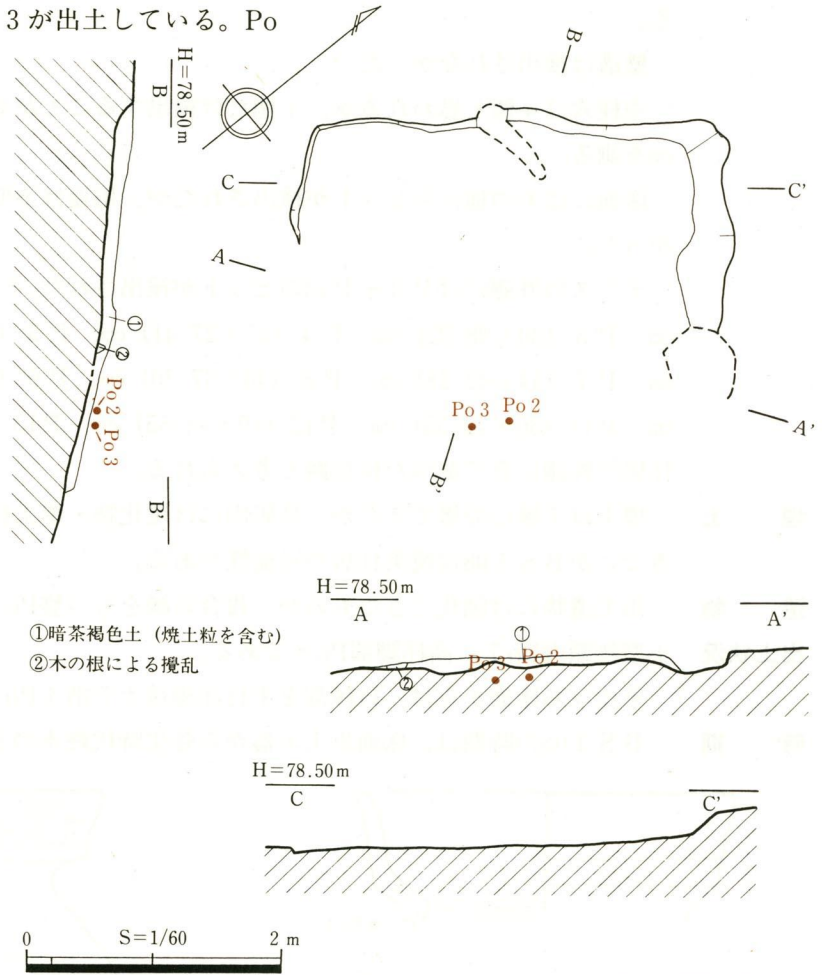 3が出土している。Po
H=78.50m
B
B
C
C'
A
①
②
Po 2
Po 3
Po 3 Po 2
A'
B'
B'
H=78.50m
A
A'
①
①暗茶褐色土 (焼土粒を含む)
②木の根による攪乱
Po 3 Po 2
②
H=78.50m
C
C'
0 S=1/60 2 m